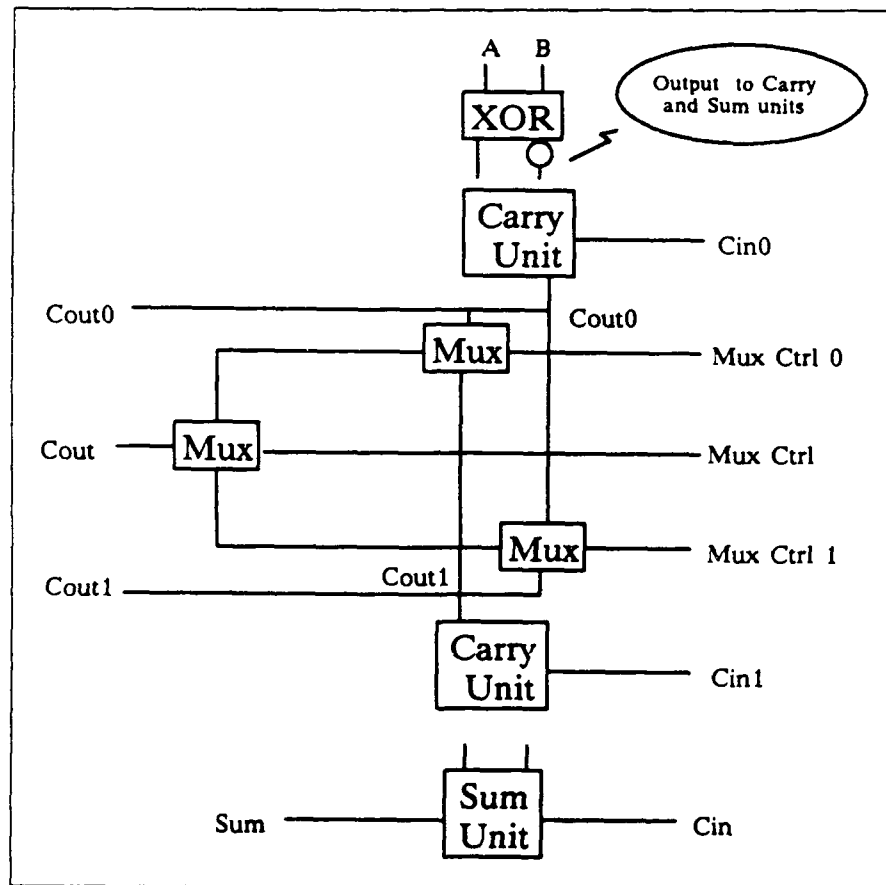 A B
Output to Carry
and Sum units
XOR
Carry
Unit
Cin0
Cout0
Cout0
Mux
Mux Ctrl 0
Cout
Mux
Mux Ctrl
Mux
Mux Ctrl 1
Cout1
Cout1
Carry
Unit
Cin1
Sum
Sum
Unit
Cin